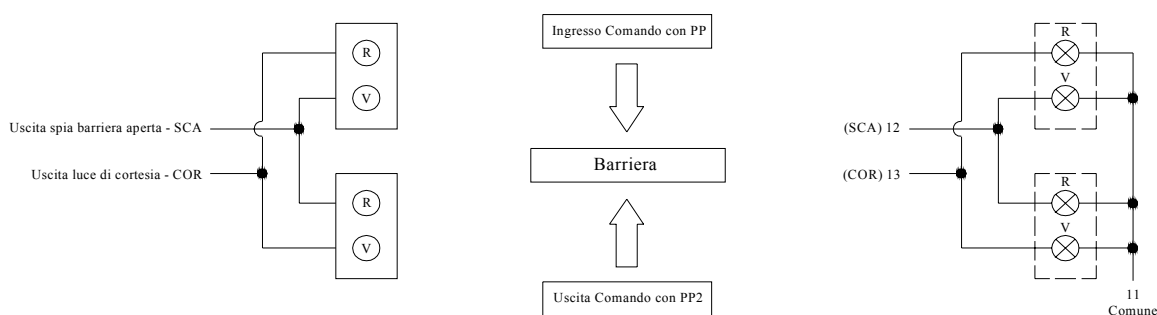 R
V
Uscita spia barriera aperta - SCA
Uscita luce di cortesia - COR
R
V
Ingresso Comando con PP
Barriera
Uscita Comando con PP2
R
V
(SCA) 12
(COR) 13
R
V
11
Comune